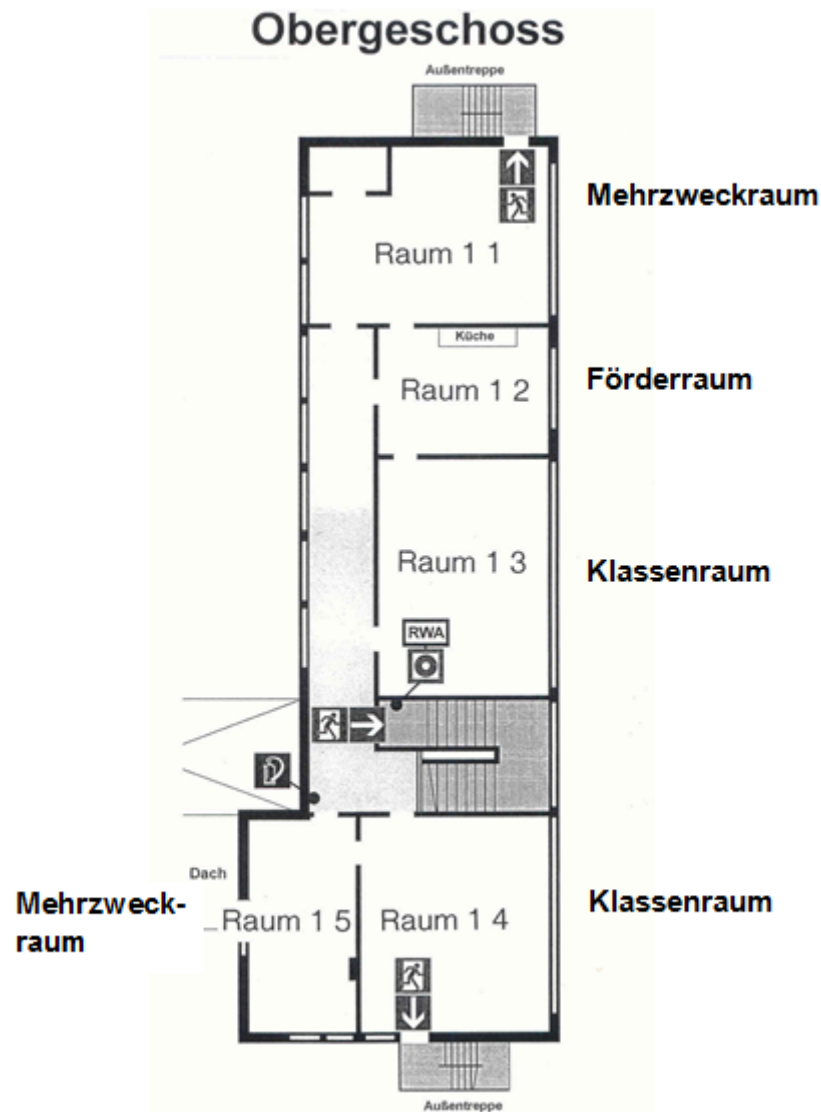 Obergeschoss
Außentreppe
Mehrzweckraum
Raum 1 1
Küche
Raum 1 2
Förderraum
Raum 1 3
Klassenraum
RWA
Dach
Mehrzweck-
raum
Raum 1 5
Raum 1 4
Klassenraum
Außentreppe